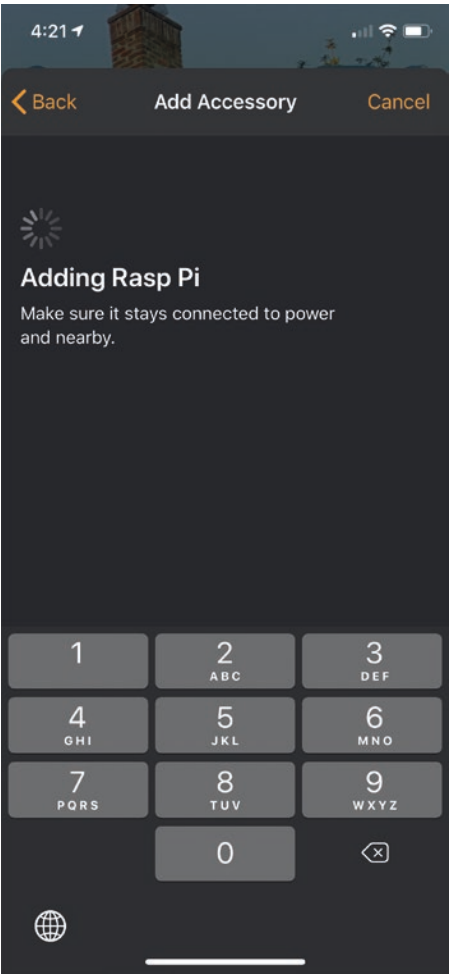 4:21
Back Add Accessory Cancel
Adding Rasp Pi
Make sure it stays connected to power
and nearby.
1 2 3
ABC DEF
4 5 6
GHI JKL MNO
7 8 9
PQRS TUV WXYZ
0